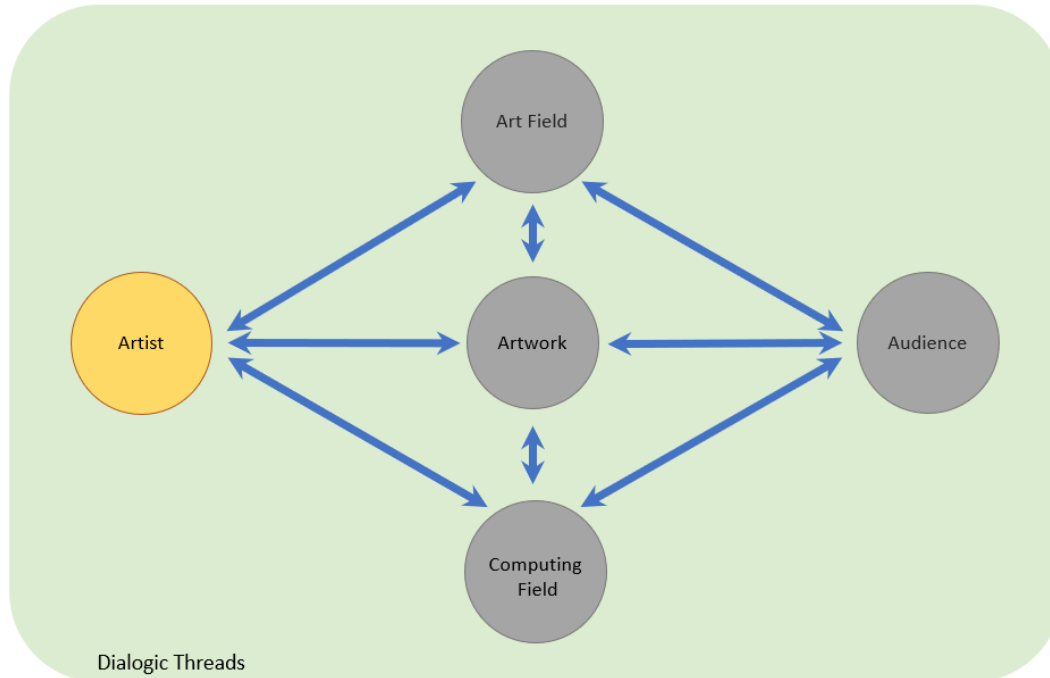 Art Field
Artist
Artwork
Audience
Computing
Field
Dialogic Threads